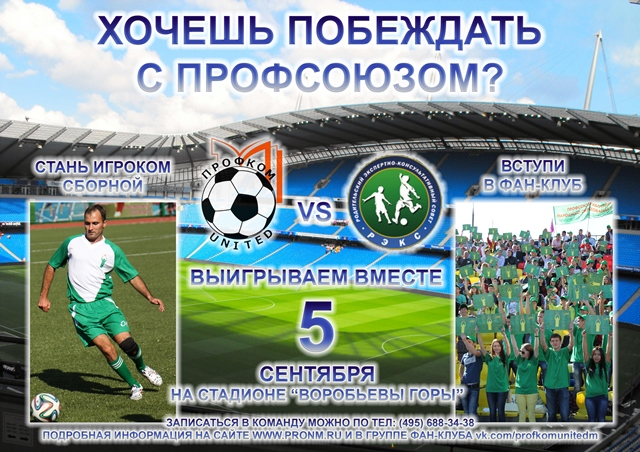 ХОЧЕШЬ ПОБЕЖДАТЬ
С ПРОФСОЮЗОМ?
СТАНЬ ИГРОКОМ
СБОРНОЙ
ПРОФКОМ
UNITED
VS
РОДИТЕЛЬСКИЙ ЭКСПЕРТНО-КОНСУЛЬТАТИВНЫЙ СОВЕТ
РЭКС
ВСТУПИ
В ФАН-КЛУБ
ВЫИГРЫВАЕМ ВМЕСТЕ
5
СЕНТЯБРЯ
НА СТАДИОНЕ "ВОРОБЬЕВЫ ГОРЫ"
ЗАПИСАТЬСЯ В КОМАНДУ МОЖНО ПО ТЕЛ: (495) 688-34-38
ПОДРОБНАЯ ИНФОРМАЦИЯ НА САЙТЕ WWW.PRONM.RU И В ГРУППЕ ФАН-КЛУБА vk.com/profkomunitedm